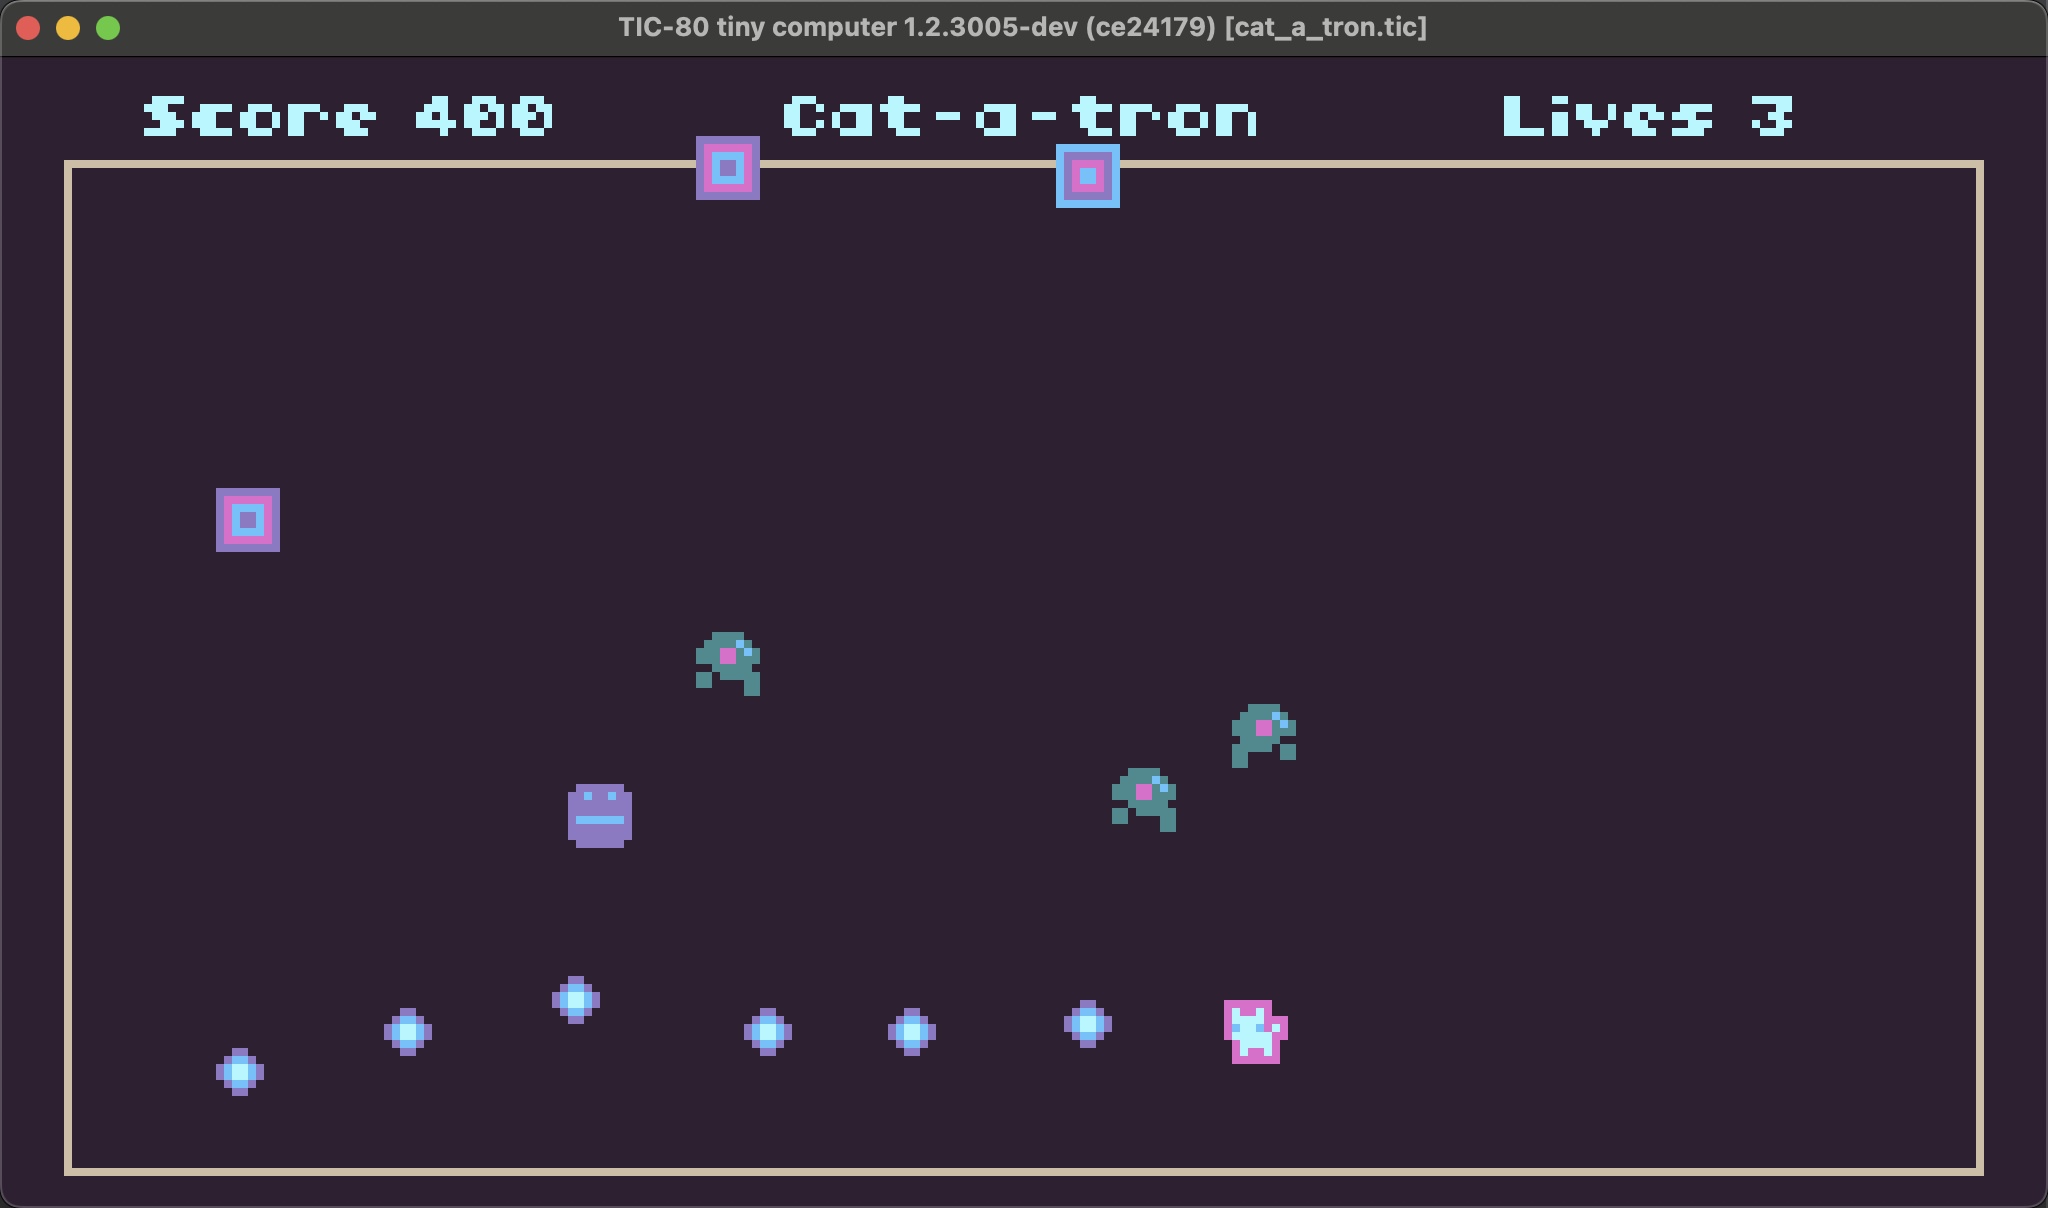 TIC-80 tiny computer 1.2.3005-dev (ce24179) [cat_a_tron.tic]
Score 400 Cat-a-tron Lives 3